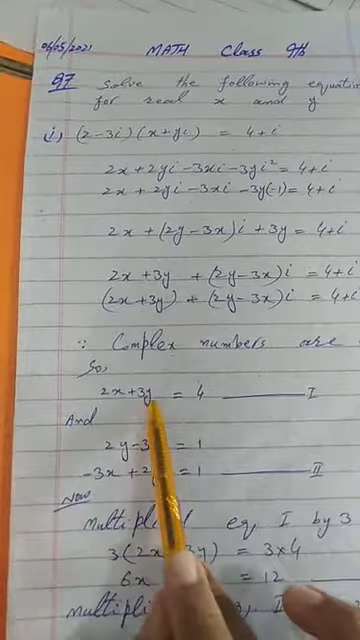 06/05/2021 MATH Class 9th
Q7 Solve the following equation
for real x and y
(i) (2-3i)(x+yi) = 4+i
2x+2yi-3xi-3yi² = 4+i
2x+2yi-3xi-3y(-1) = 4+i
2x+(2y-3x)i+3y = 4+i
2x+3y+(2y-3x)i = 4+i
(2x+3y)+(2y-3x)i = 4+i
∵ Complex numbers are
So,
2x+3y = 4 — I
And
2y-3 = 1
-3x+2 = 1 — II
Now
eq, I by 3
3(2x 3y) = 3×4
6x = 12